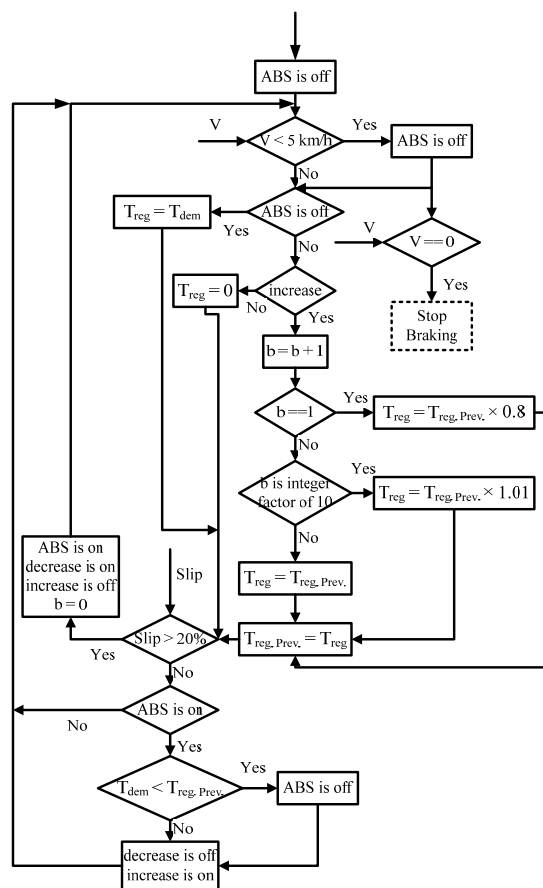 ABS is off
V
V < 5 km/h
Yes
ABS is off
No
T_reg = T_dem
Yes
ABS is off
V
V==0
No
T_reg = 0
No
increase
Yes
Yes
Stop
Braking
b = b + 1
b==1
Yes
T_reg = T_reg. Prev. × 0.8
No
b is integer
factor of 10
Yes
T_reg = T_reg. Prev. × 1.01
No
ABS is on
decrease is on
increase is off
b = 0
Slip
T_reg = T_reg. Prev.
Yes
Slip > 20%
T_reg. Prev. = T_reg
No
No
ABS is on
Yes
T_dem < T_reg. Prev.
Yes
ABS is off
No
decrease is off
increase is on